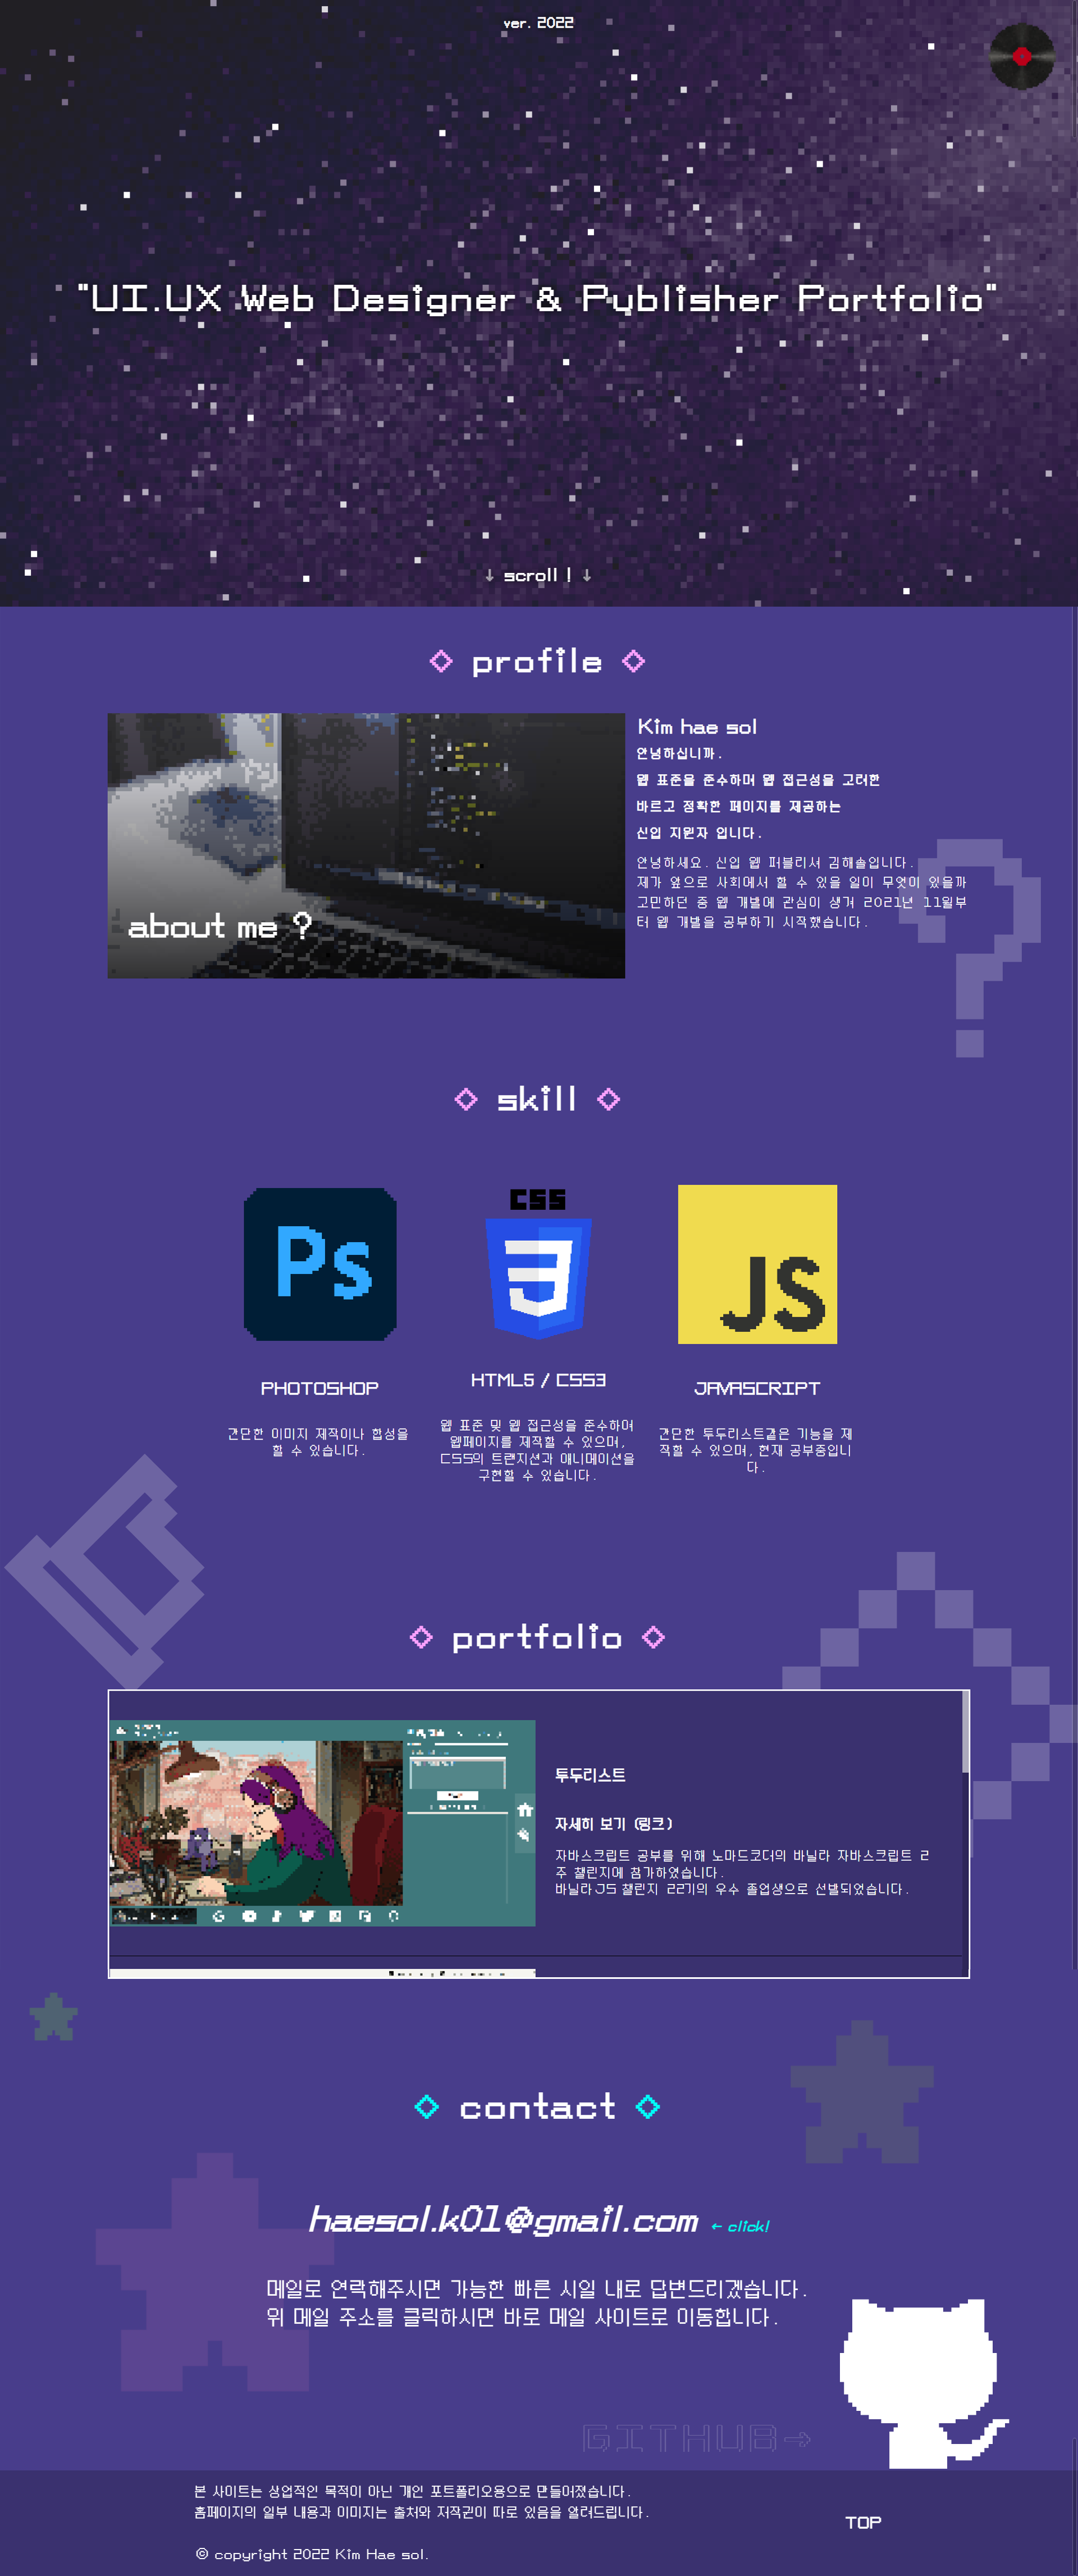 ver. 2022
"UI.UX Web Designer & Publisher Portfolio"
↓ scroll ! ↓
◇ profile ◇
about me ?
Kim hae sol
안녕하십니까.
웹 표준을 준수하며 웹 접근성을 고려한
바르고 정확한 페이지를 제공하는
신입 지원자 입니다.
안녕하세요. 신입 웹 퍼블리셔 김해솔입니다.
제가 앞으로 사회에서 할 수 있을 일이 무엇이 있을까
고민하던 중 웹 개발에 관심이 생겨 2021년 11월부
터 웹 개발을 공부하기 시작했습니다.
◇ skill ◇
Ps
CSS
3
JS
PHOTOSHOP
HTML5 / CSS3
JAVASCRIPT
간단한 이미지 제작이나 합성을
할 수 있습니다.
웹 표준 및 웹 접근성을 준수하여
웹페이지를 제작할 수 있으며,
CSS의 트랜지션과 애니메이션을
구현할 수 있습니다.
간단한 투두리스트같은 기능을 제
작할 수 있으며, 현재 공부중입니
다.
◇ portfolio ◇
투두리스트
자세히 보기 (링크)
자바스크립트 공부를 위해 노마드코더의 바닐라 자바스크립트 2
주 챌린지에 참가하였습니다.
바닐라JS 챌린지 22기의 우수 졸업생으로 선발되었습니다.
◇ contact ◇
haesol.k01@gmail.com ← click!
메일로 연락해주시면 가능한 빠른 시일 내로 답변드리겠습니다.
위 메일 주소를 클릭하시면 바로 메일 사이트로 이동합니다.
GITHUB→
본 사이트는 상업적인 목적이 아닌 개인 포트폴리오용으로 만들어졌습니다.
홈페이지의 일부 내용과 이미지는 출처와 저작권이 따로 있음을 알려드립니다.
TOP
© copyright 2022 Kim Hae sol.